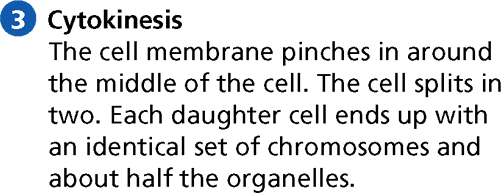 3 Cytokinesis
The cell membrane pinches in around
the middle of the cell. The cell splits in
two. Each daughter cell ends up with
an identical set of chromosomes and
about half the organelles.